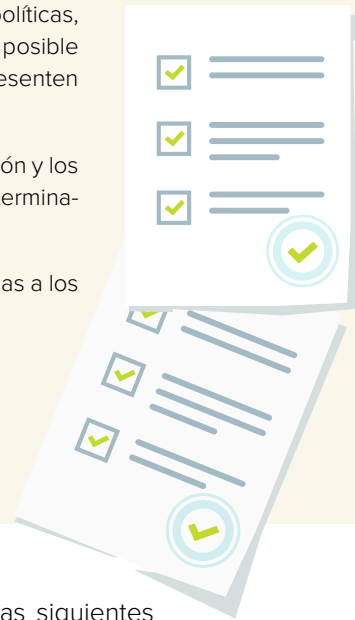 políticas,
posible
esenten
ón y los
ermina-
as a los
as siguientes